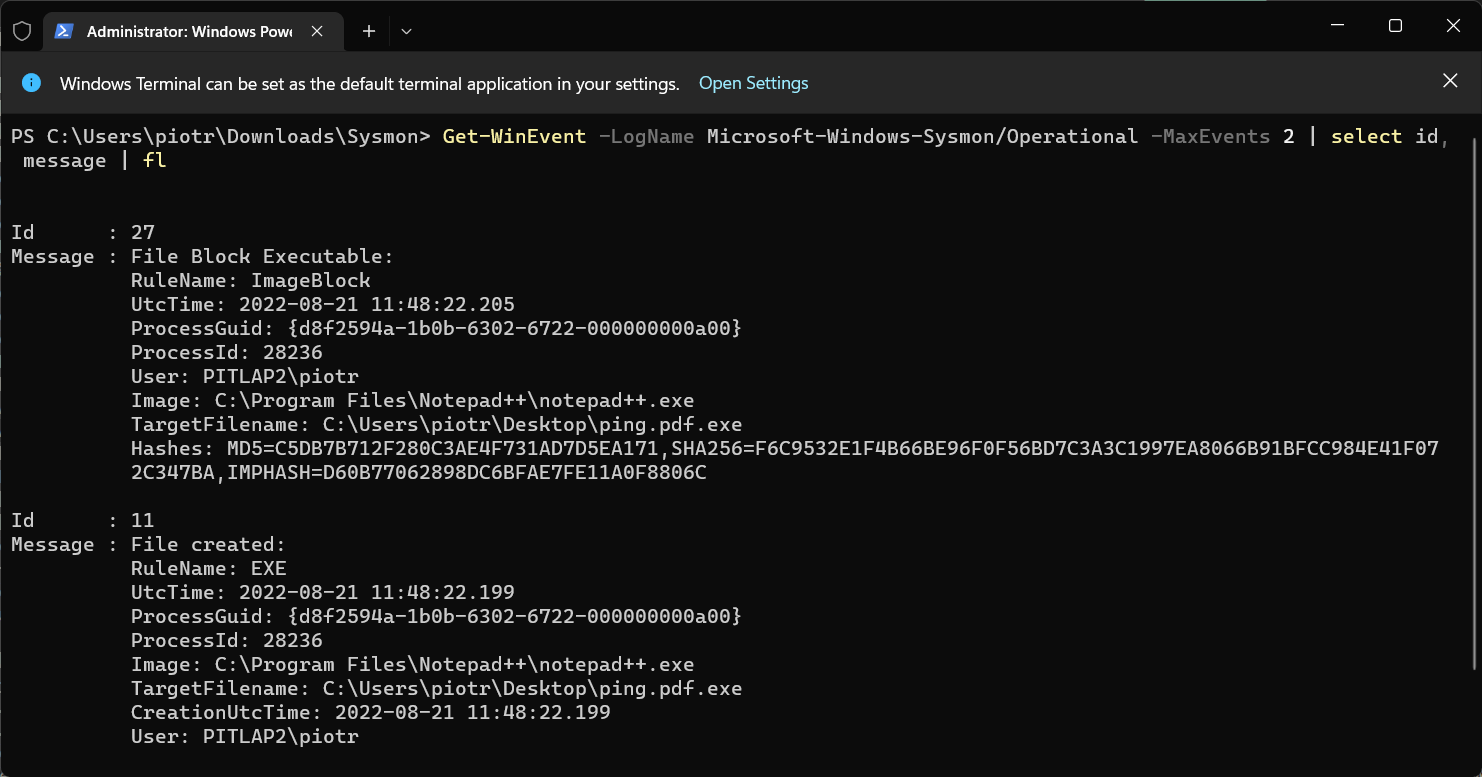 Administrator: Windows Powe
Windows Terminal can be set as the default terminal application in your settings. Open Settings
PS C:\Users\piotr\Downloads\Sysmon> Get-WinEvent -LogName Microsoft-Windows-Sysmon/Operational -MaxEvents 2 | select id,
message | fl
Id      : 27
Message : File Block Executable:
RuleName: ImageBlock
UtcTime: 2022-08-21 11:48:22.205
ProcessGuid: {d8f2594a-1b0b-6302-6722-000000000a00}
ProcessId: 28236
User: PITLAP2\piotr
Image: C:\Program Files\Notepad++\notepad++.exe
TargetFilename: C:\Users\piotr\Desktop\ping.pdf.exe
Hashes: MD5=C5DB7B712F280C3AE4F731AD7D5EA171,SHA256=F6C9532E1F4B66BE96F0F56BD7C3A3C1997EA8066B91BFCC984E41F07
2C347BA,IMPHASH=D60B77062898DC6BFAE7FE11A0F8806C
Id      : 11
Message : File created:
RuleName: EXE
UtcTime: 2022-08-21 11:48:22.199
ProcessGuid: {d8f2594a-1b0b-6302-6722-000000000a00}
ProcessId: 28236
Image: C:\Program Files\Notepad++\notepad++.exe
TargetFilename: C:\Users\piotr\Desktop\ping.pdf.exe
CreationUtcTime: 2022-08-21 11:48:22.199
User: PITLAP2\piotr